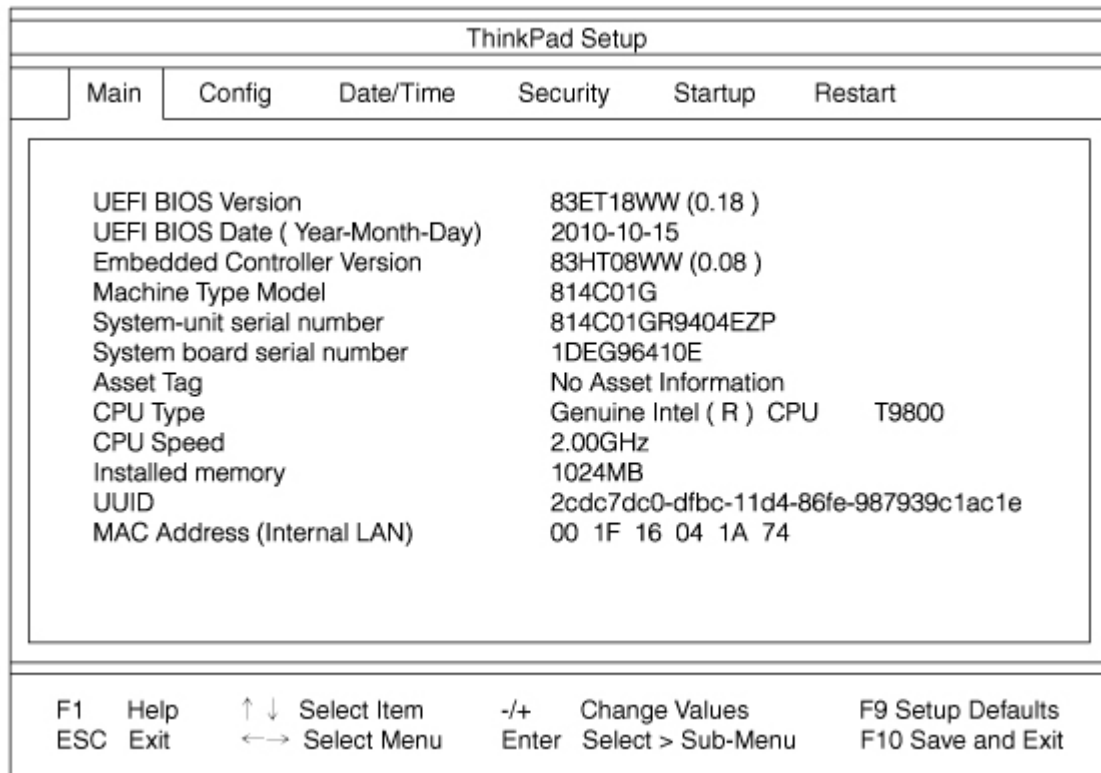 ThinkPad Setup
Main Config Date/Time Security Startup Restart
UEFI BIOS Version 83ET18WW (0.18 )
UEFI BIOS Date ( Year-Month-Day) 2010-10-15
Embedded Controller Version 83HT08WW (0.08 )
Machine Type Model 814C01G
System-unit serial number 814C01GR9404EZP
System board serial number 1DEG96410E
Asset Tag No Asset Information
CPU Type Genuine Intel ( R ) CPU T9800
CPU Speed 2.00GHz
Installed memory 1024MB
UUID 2cdc7dc0-dfbc-11d4-86fe-987939c1ac1e
MAC Address (Internal LAN) 00 1F 16 04 1A 74
F1 Help ↑ ↓ Select Item -/+ Change Values F9 Setup Defaults
ESC Exit ←→ Select Menu Enter Select > Sub-Menu F10 Save and Exit